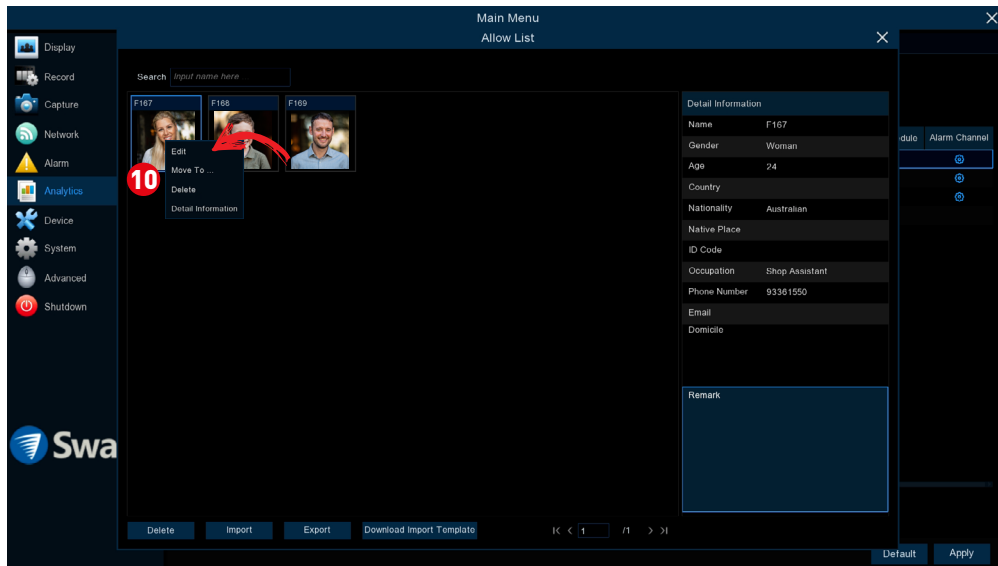 Main Menu
Allow List
Display
Record
Capture
Network
Alarm
Analytics
Device
System
Advanced
Shutdown
Swa
Search Input name here
F167 F168 F169
10
Edit
Move To ...
Delete
Detail Information
Detail Information
Name F167
Gender Woman
Age 24
Country
Nationality Australian
Native Place
ID Code
Occupation Shop Assistant
Phone Number 93361550
Email
Domicile
Remark
dule Alarm Channel
Delete Import Export Download Import Template
1 /1
Default Apply